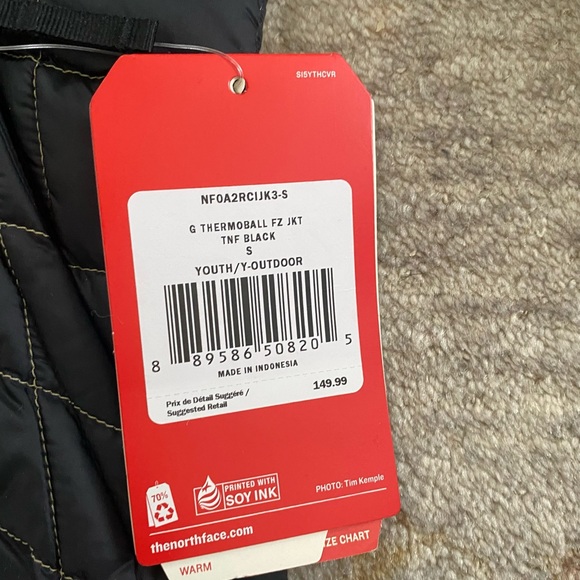 SI5YTHCVR
NF0A2RCIJK3-S
G THERMOBALL FZ JKT
TNF BLACK
S
YOUTH/Y-OUTDOOR
8 89586 50820 5
MADE IN INDONESIA
Prix de Détail Suggéré /
Suggested Retail
149.99
70%
PRINTED WITH
SOY INK
PHOTO: Tim Kemple
thenorthface.com
ZE CHART
WARM